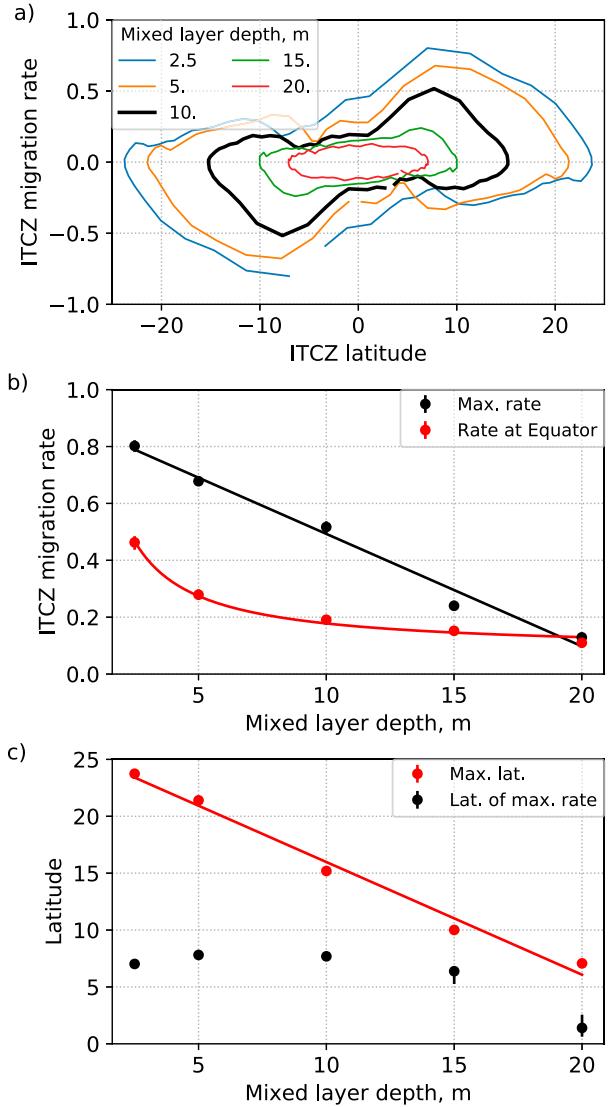 a)
Mixed layer depth, m
2.5 15.
5. 20.
10.
1.0
0.5
0.0
−0.5
−1.0
ITCZ migration rate
−20 −10 0 10 20
ITCZ latitude
b)
Max. rate
Rate at Equator
1.0
0.8
0.6
0.4
0.2
0.0
ITCZ migration rate
5 10 15 20
Mixed layer depth, m
c)
Max. lat.
Lat. of max. rate
25
20
15
10
5
0
Latitude
5 10 15 20
Mixed layer depth, m